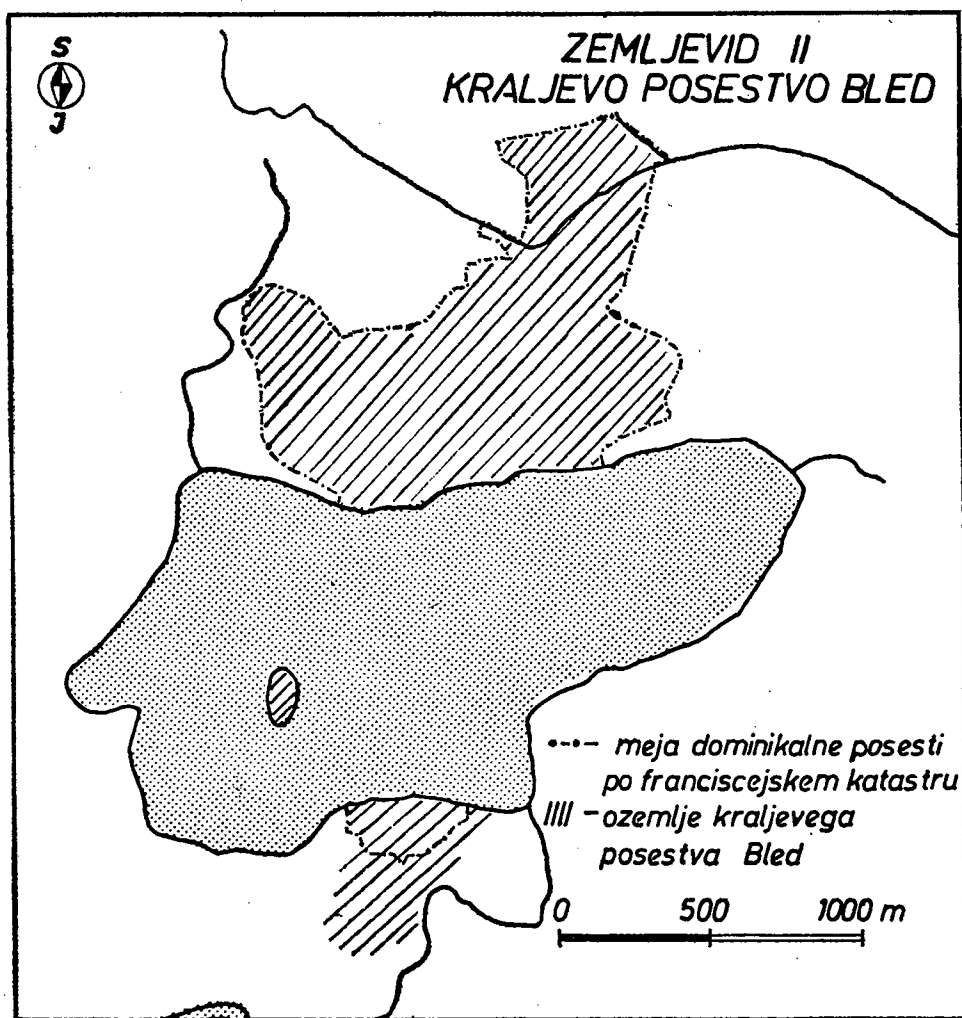 S
J
ZEMLJEVID II
KRALJEVO POSESTVO BLED
meja dominikalne posesti
po franciscejskem katastru
ozemlje kraljevega
posestva Bled
0 500 1000 m